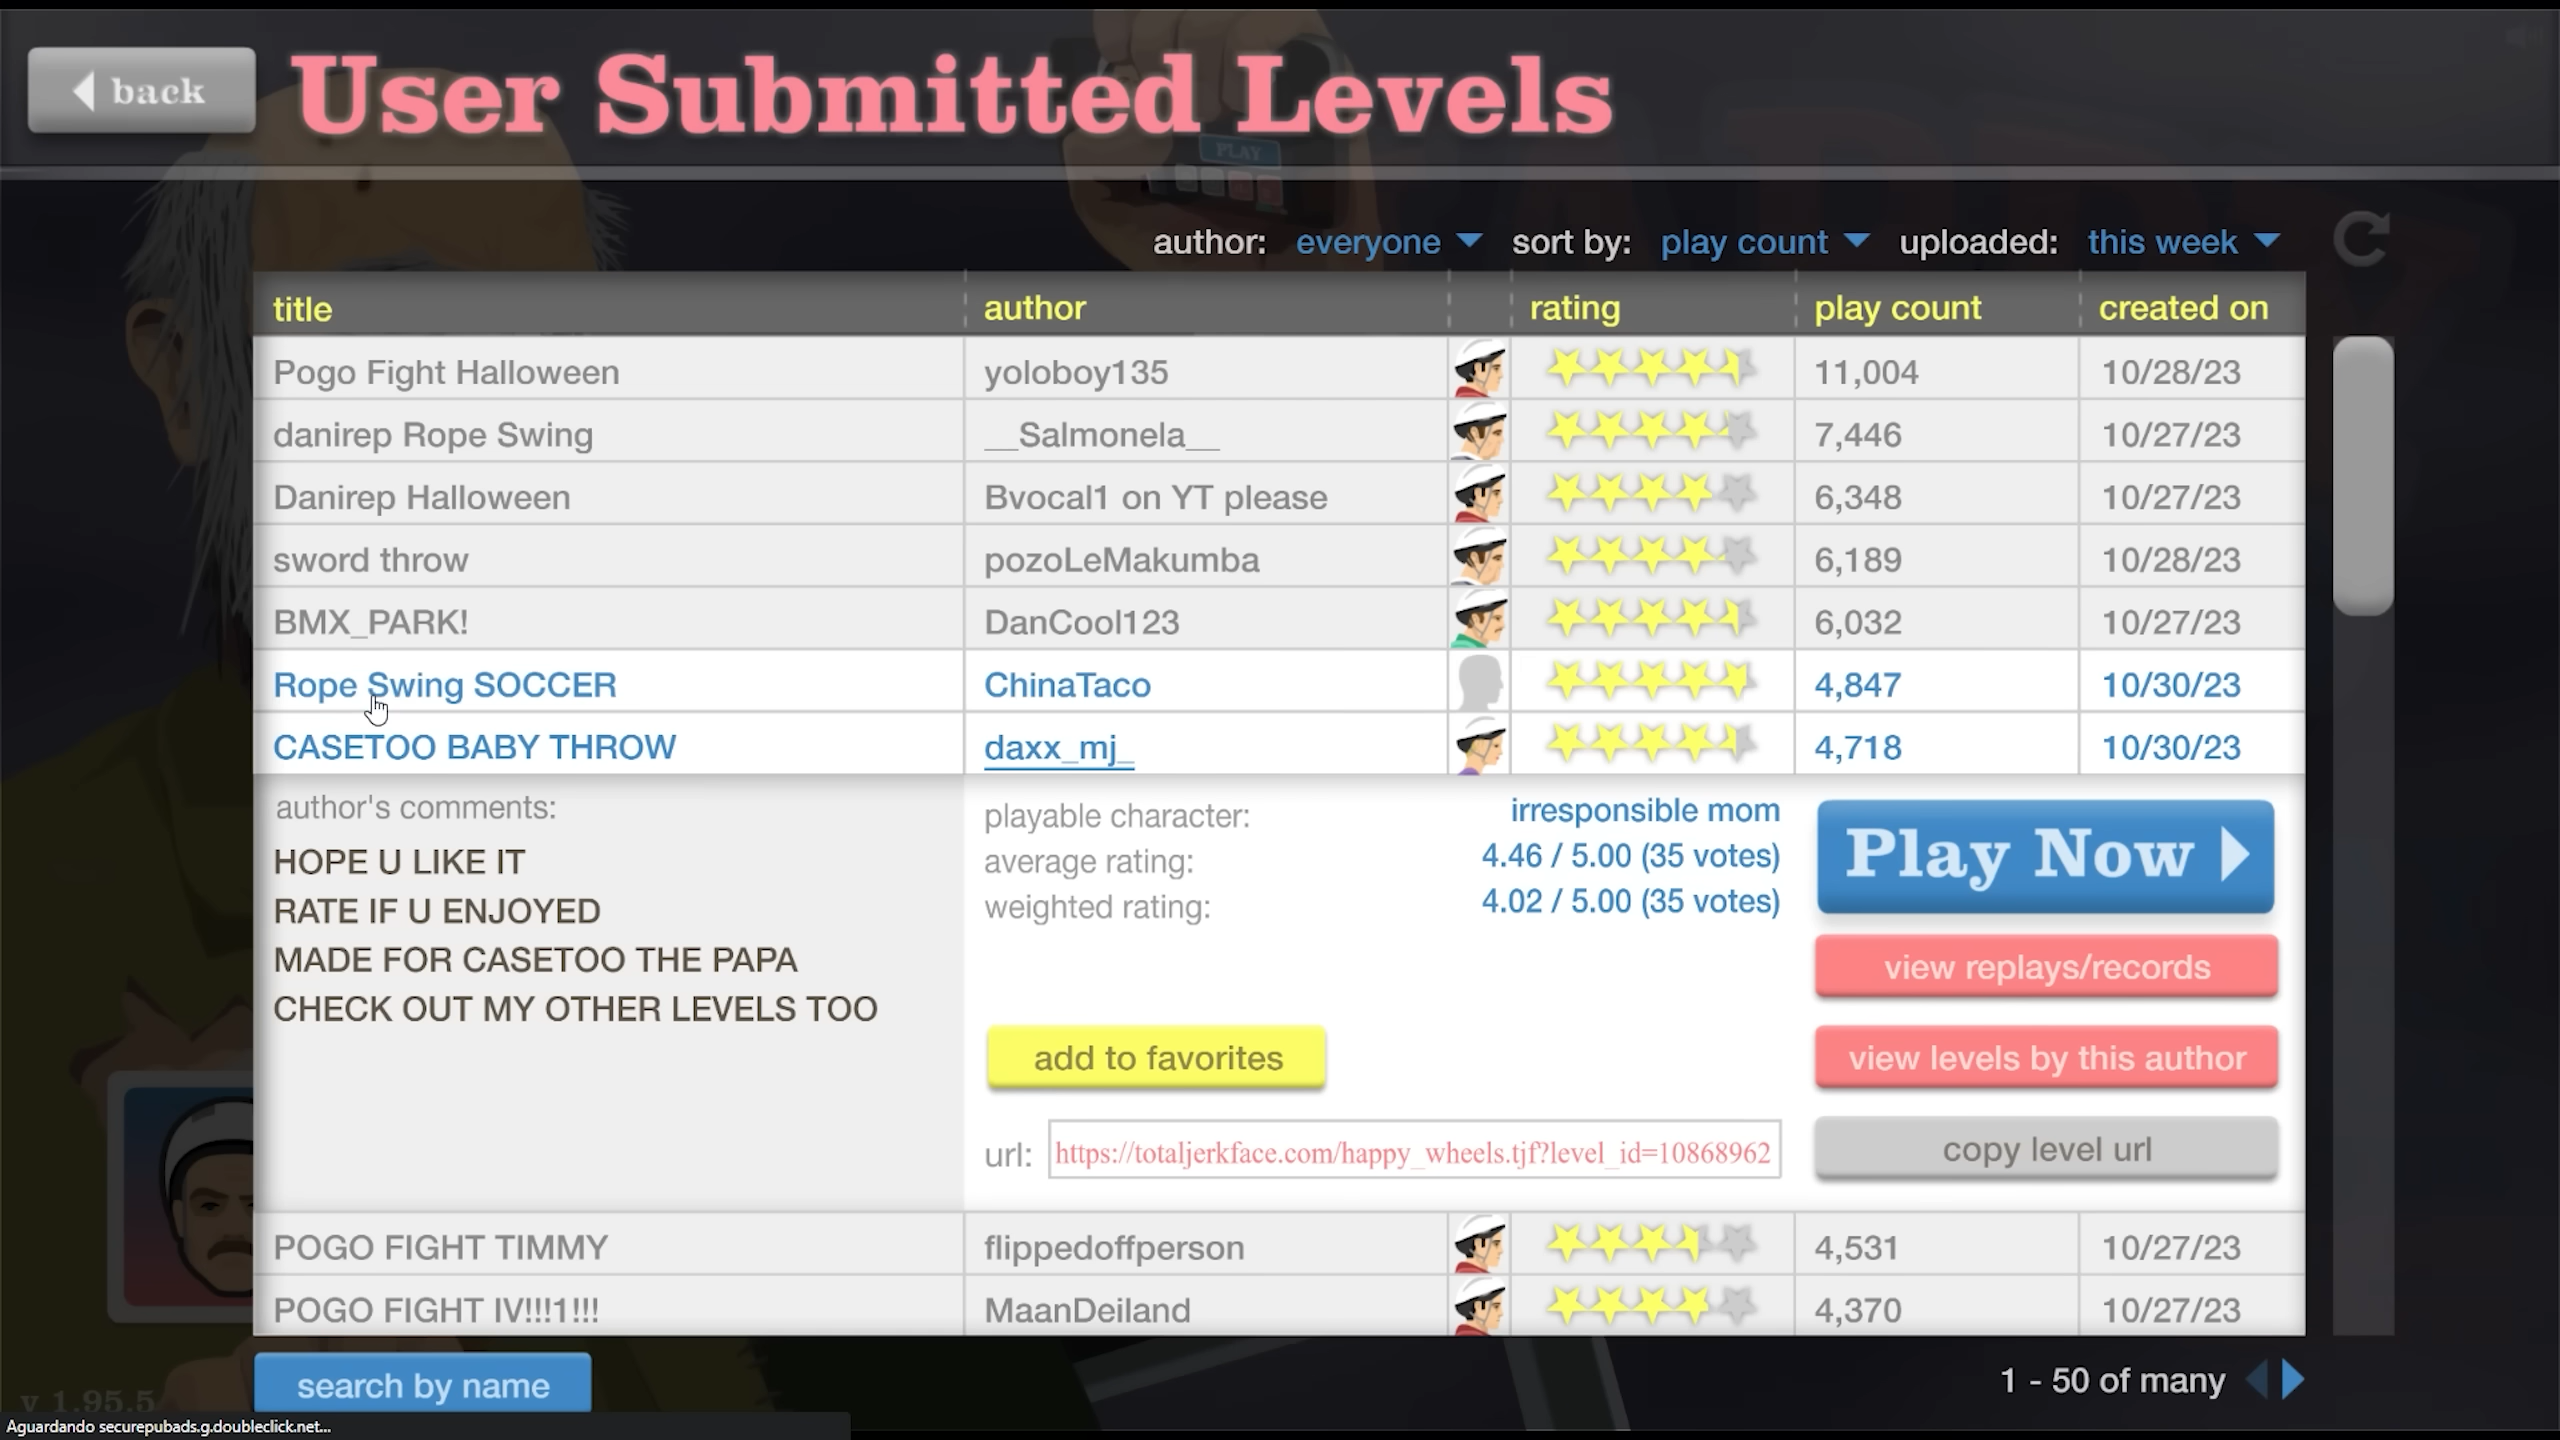 back
User Submitted Levels
PLAY
author: everyone sort by: play count uploaded: this week
title author rating play count created on
Pogo Fight Halloween yoloboy135 11,004 10/28/23
danirep Rope Swing __Salmonela__ 7,446 10/27/23
Danirep Halloween Bvocal1 on YT please 6,348 10/27/23
sword throw pozoLeMakumba 6,189 10/28/23
BMX_PARK! DanCool123 6,032 10/27/23
Rope Swing SOCCER ChinaTaco 4,847 10/30/23
CASETOO BABY THROW daxx_mj_ 4,718 10/30/23
author's comments:
HOPE U LIKE IT
RATE IF U ENJOYED
MADE FOR CASETOO THE PAPA
CHECK OUT MY OTHER LEVELS TOO
playable character: irresponsible mom
average rating: 4.46 / 5.00 (35 votes)
weighted rating: 4.02 / 5.00 (35 votes)
add to favorites
url: https://totaljerkface.com/happy_wheels.tjf?level_id=10868962
Play Now
view replays/records
view levels by this author
copy level url
POGO FIGHT TIMMY flippedoffperson 4,531 10/27/23
POGO FIGHT IV!!!1!!! MaanDeiland 4,370 10/27/23
search by name
1 - 50 of many
v 1.95.5
Aguardando securepubads.g.doubleclick.net...